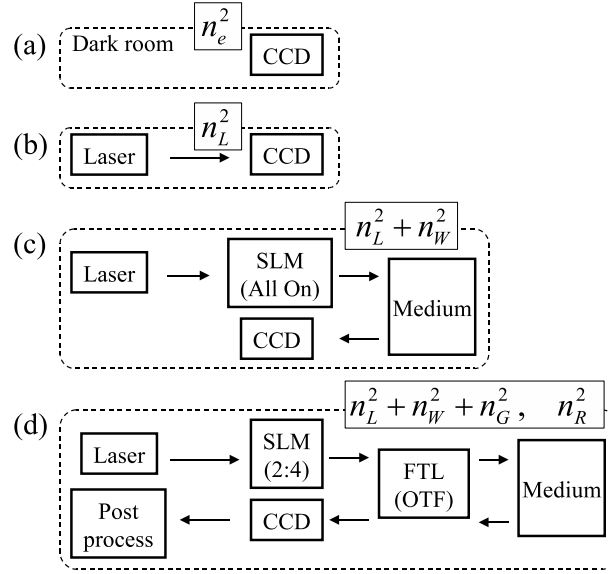 (a)
n_e^2
Dark room
CCD
(b)
n_L^2
Laser
CCD
(c)
n_L^2 + n_W^2
Laser
SLM
(All On)
Medium
CCD
(d)
n_L^2 + n_W^2 + n_G^2 , n_R^2
Laser
SLM
(2:4)
FTL
(OTF)
Medium
Post
process
CCD